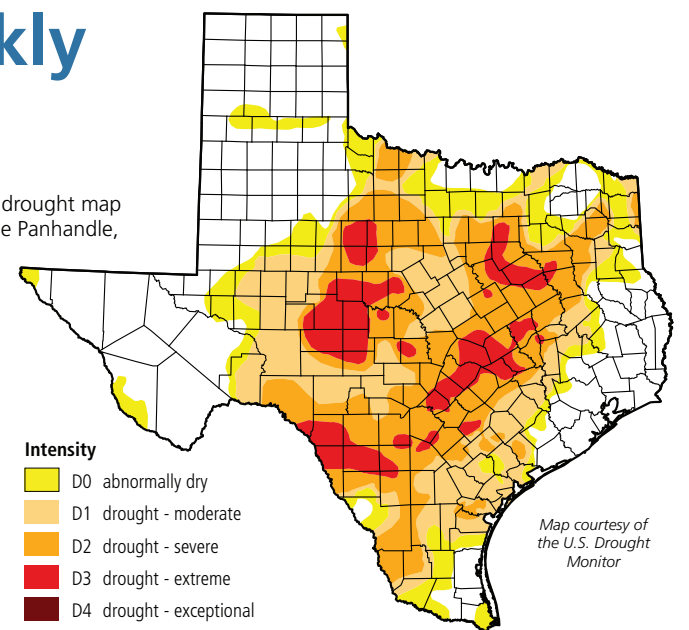 kly
drought map
e Panhandle,
Intensity
D0 abnormally dry
D1 drought - moderate
D2 drought - severe
D3 drought - extreme
D4 drought - exceptional
Map courtesy of
the U.S. Drought
Monitor